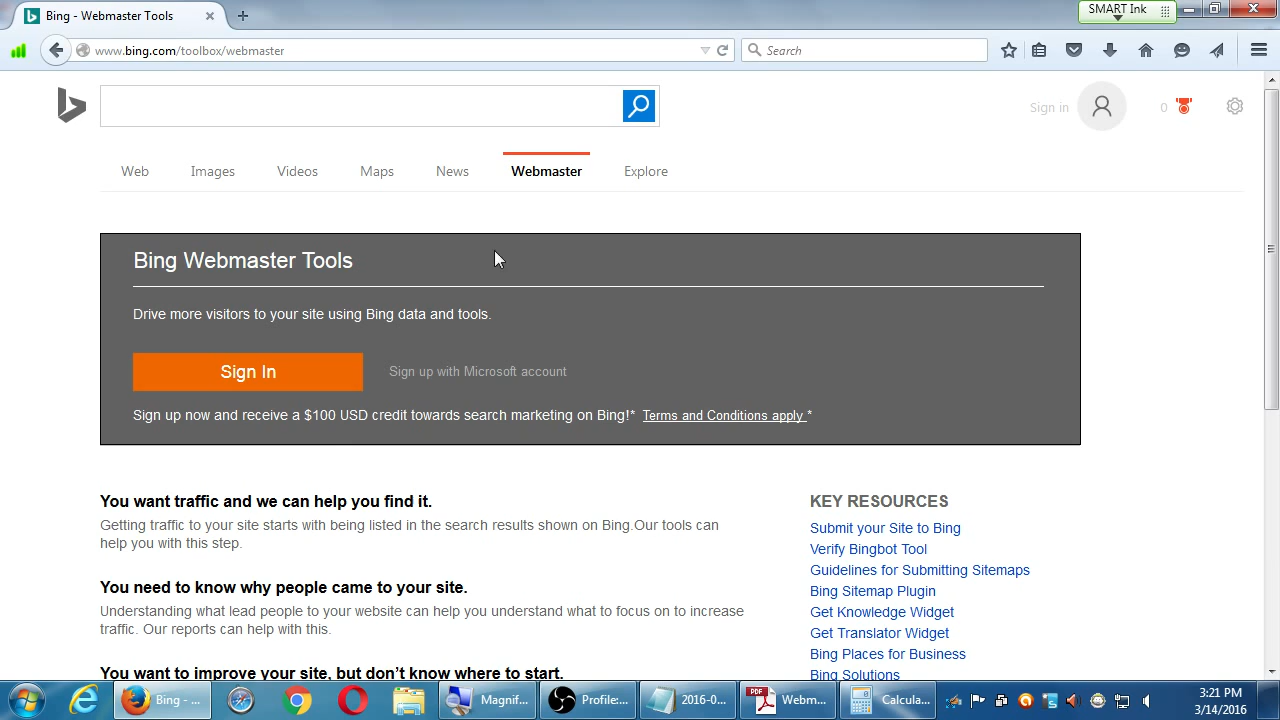 Bing - Webmaster Tools
SMART Ink
www.bing.com/toolbox/webmaster
Search
Sign in
0
Web
Images
Videos
Maps
News
Webmaster
Explore
Bing Webmaster Tools
Drive more visitors to your site using Bing data and tools.
Sign In
Sign up with Microsoft account
Sign up now and receive a $100 USD credit towards search marketing on Bing!* Terms and Conditions apply *
You want traffic and we can help you find it.
Getting traffic to your site starts with being listed in the search results shown on Bing.Our tools can
help you with this step.
You need to know why people came to your site.
Understanding what lead people to your website can help you understand what to focus on to increase
traffic. Our reports can help with this.
You want to improve your site, but don't know where to start.
KEY RESOURCES
Submit your Site to Bing
Verify Bingbot Tool
Guidelines for Submitting Sitemaps
Bing Sitemap Plugin
Get Knowledge Widget
Get Translator Widget
Bing Places for Business
Bing Solutions
Bing - ...
Magnif...
Profile:...
2016-0...
PDF
Webm...
Calcula...
3:21 PM
3/14/2016